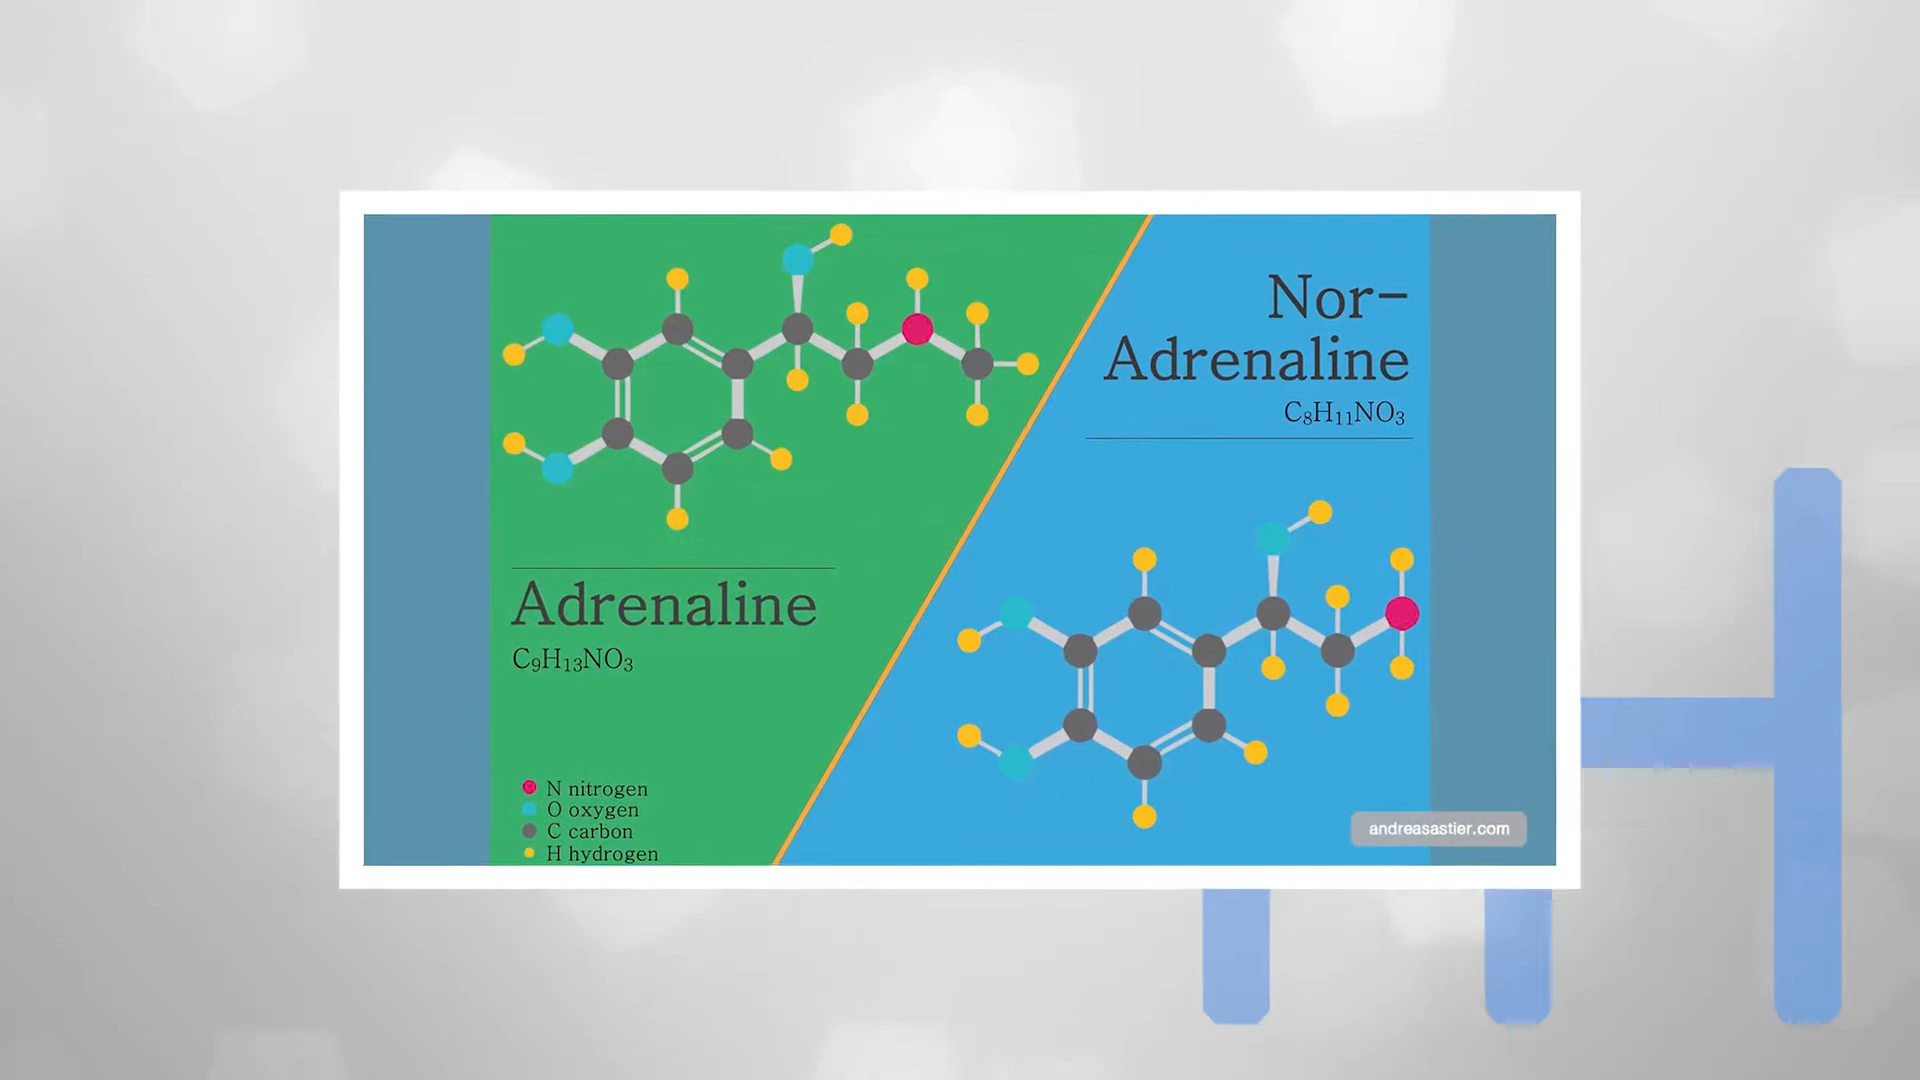 Adrenaline
C₉H₁₃NO₃
N nitrogen
O oxygen
C carbon
H hydrogen
Nor-
Adrenaline
C₈H₁₁NO₃
andreasastier.com